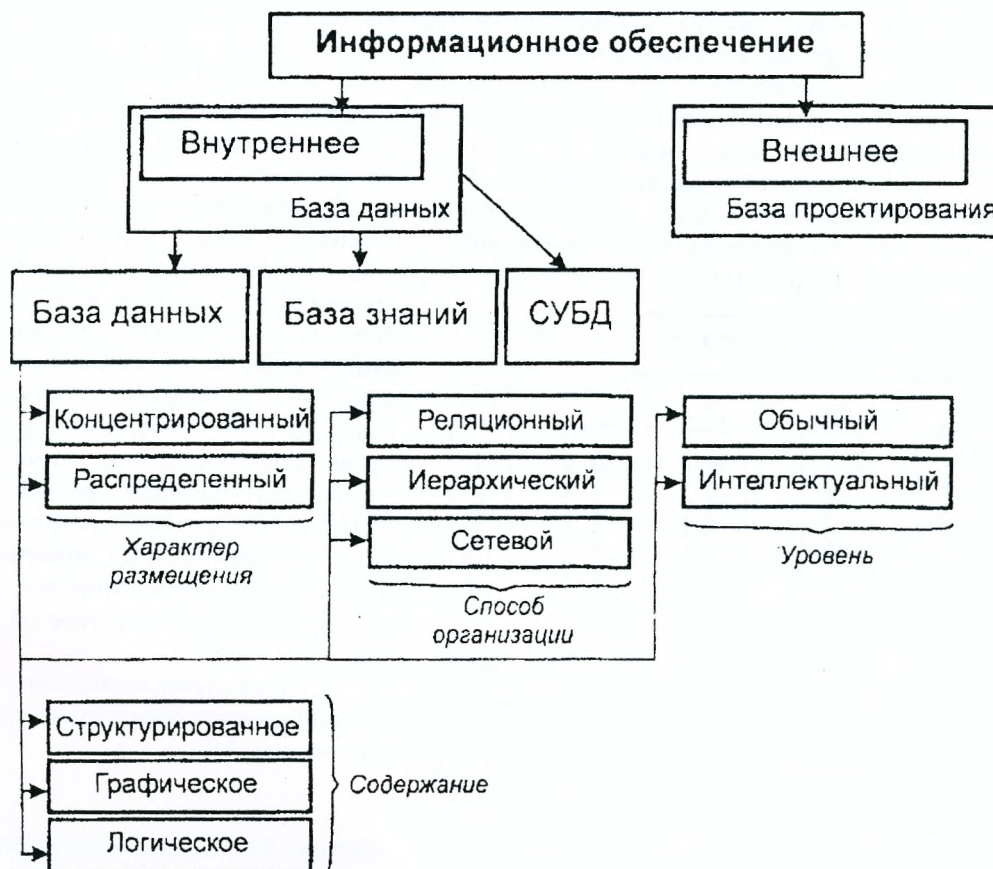 Информационное обеспечение
Внутреннее
База данных
Внешнее
База проектирования
База данных
База знаний
СУБД
Концентрированный
Распределенный
Характер
размещения
Реляционный
Иерархический
Сетевой
Способ
организации
Обычный
Интеллектуальный
Уровень
Структурированное
Графическое
Логическое
Содержание